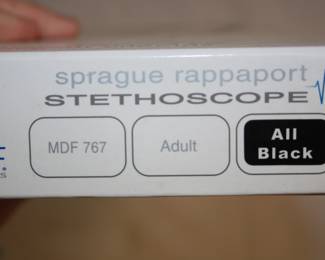 sprague rappaport
STETHOSCOPE
MDF 767
Adult
All
Black